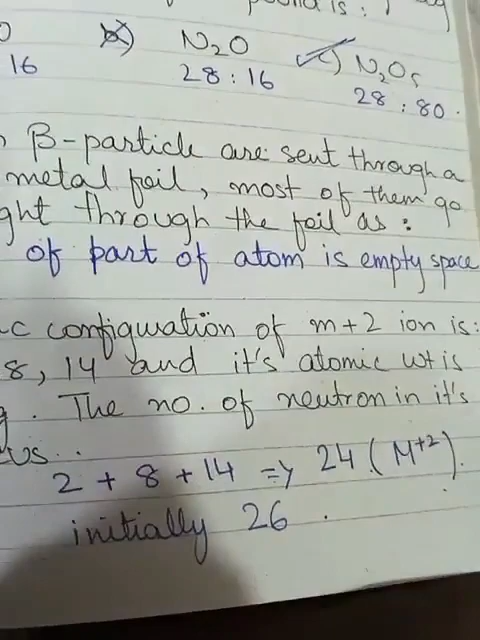 is :
b) N₂O c) N₂O₅
16 28 : 16 28 : 80 .
β-particle are sent through a
metal foil, most of them go
ght through the foil as :
of part of atom is empty space
c configuration of m+2 ion is:
8, 14 and it's atomic wt is
. The no. of neutron in it's
us..
2 + 8 + 14 => 24 (M⁺²).
initially 26 .